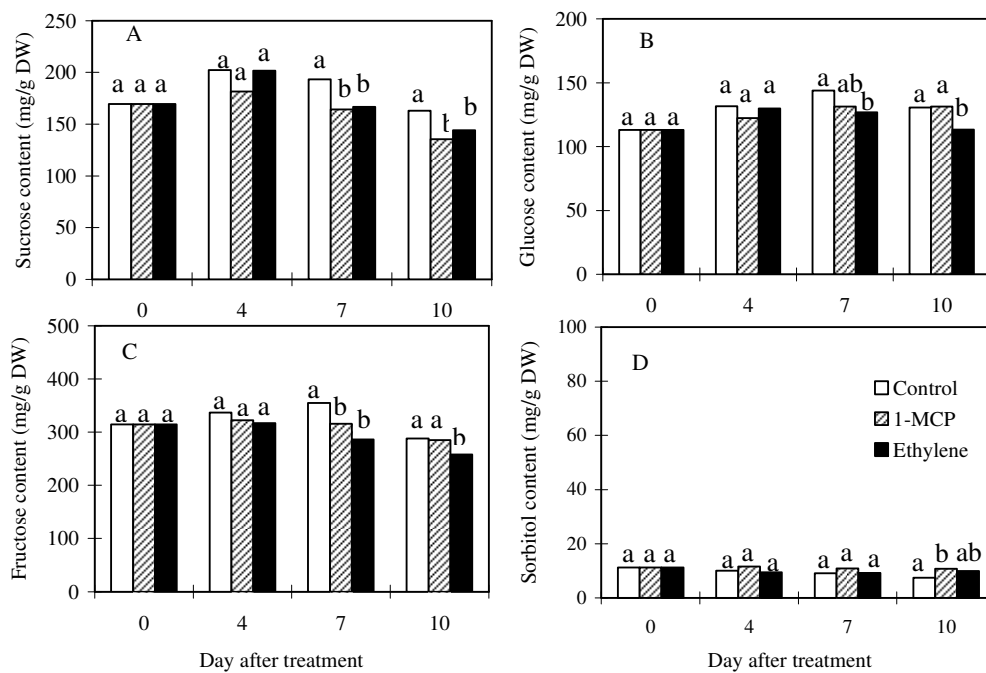 A
Sucrose content (mg/g DW)
250
200
150
100
50
0
a a a
a a a
a b b
a b b
0 4 7 10
B
Glucose content (mg/g DW)
200
150
100
50
0
a a a
a a a
a ab b
a a b
0 4 7 10
C
Fructose content (mg/g DW)
500
400
300
200
100
0
a a a
a a a
a b b
a a b
0 4 7 10
Day after treatment
D
Sorbitol content (mg/g DW)
100
80
60
40
20
0
Control
1-MCP
Ethylene
a a a
a a a
a a a
a b ab
0 4 7 10
Day after treatment